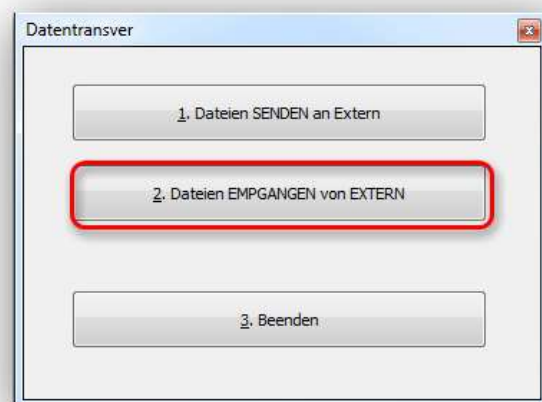 Datentransver
1. Dateien SENDEN an Extern
2. Dateien EMPGANGEN von EXTERN
3. Beenden